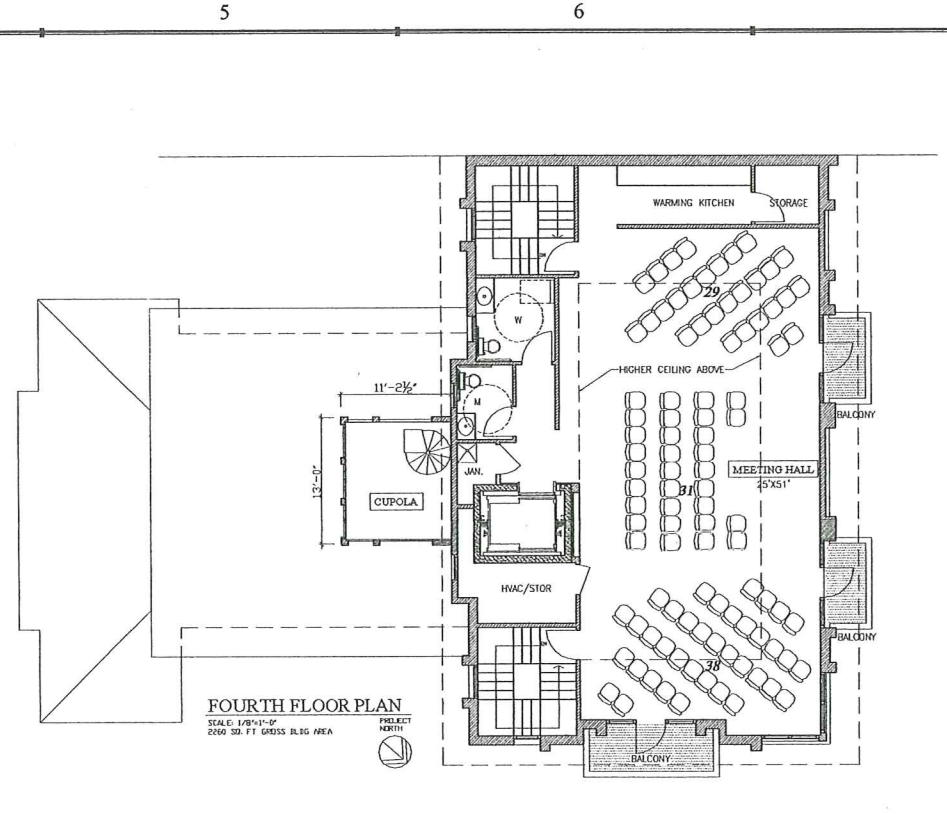 5 6
WARMING KITCHEN
STORAGE
29
W
HIGHER CEILING ABOVE
11'-2½"
M
BALCONY
MEETING HALL
25'X51'
JAN.
31
13'-0"
CUPOLA
HVAC/STOR
BALCONY
38
FOURTH FLOOR PLAN
SCALE: 1/8"=1'-0"
2260 SQ. FT GROSS BLDG AREA
PROJECT
NORTH
BALCONY